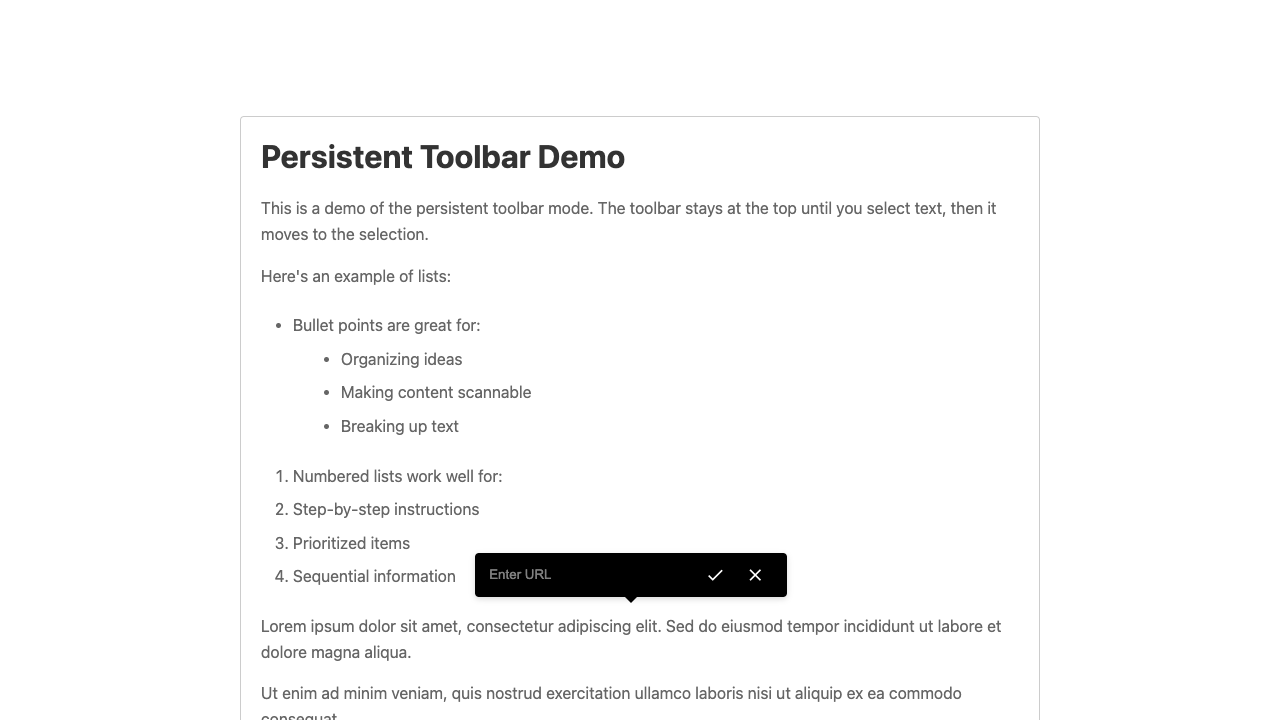 Persistent Toolbar Demo
This is a demo of the persistent toolbar mode. The toolbar stays at the top until you select text, then it
moves to the selection.
Here's an example of lists:
• Bullet points are great for:
• Organizing ideas
• Making content scannable
• Breaking up text
1. Numbered lists work well for:
2. Step-by-step instructions
3. Prioritized items
4. Sequential information
Enter URL
Lorem ipsum dolor sit amet, consectetur adipiscing elit. Sed do eiusmod tempor incididunt ut labore et
dolore magna aliqua.
Ut enim ad minim veniam, quis nostrud exercitation ullamco laboris nisi ut aliquip ex ea commodo
consequat.